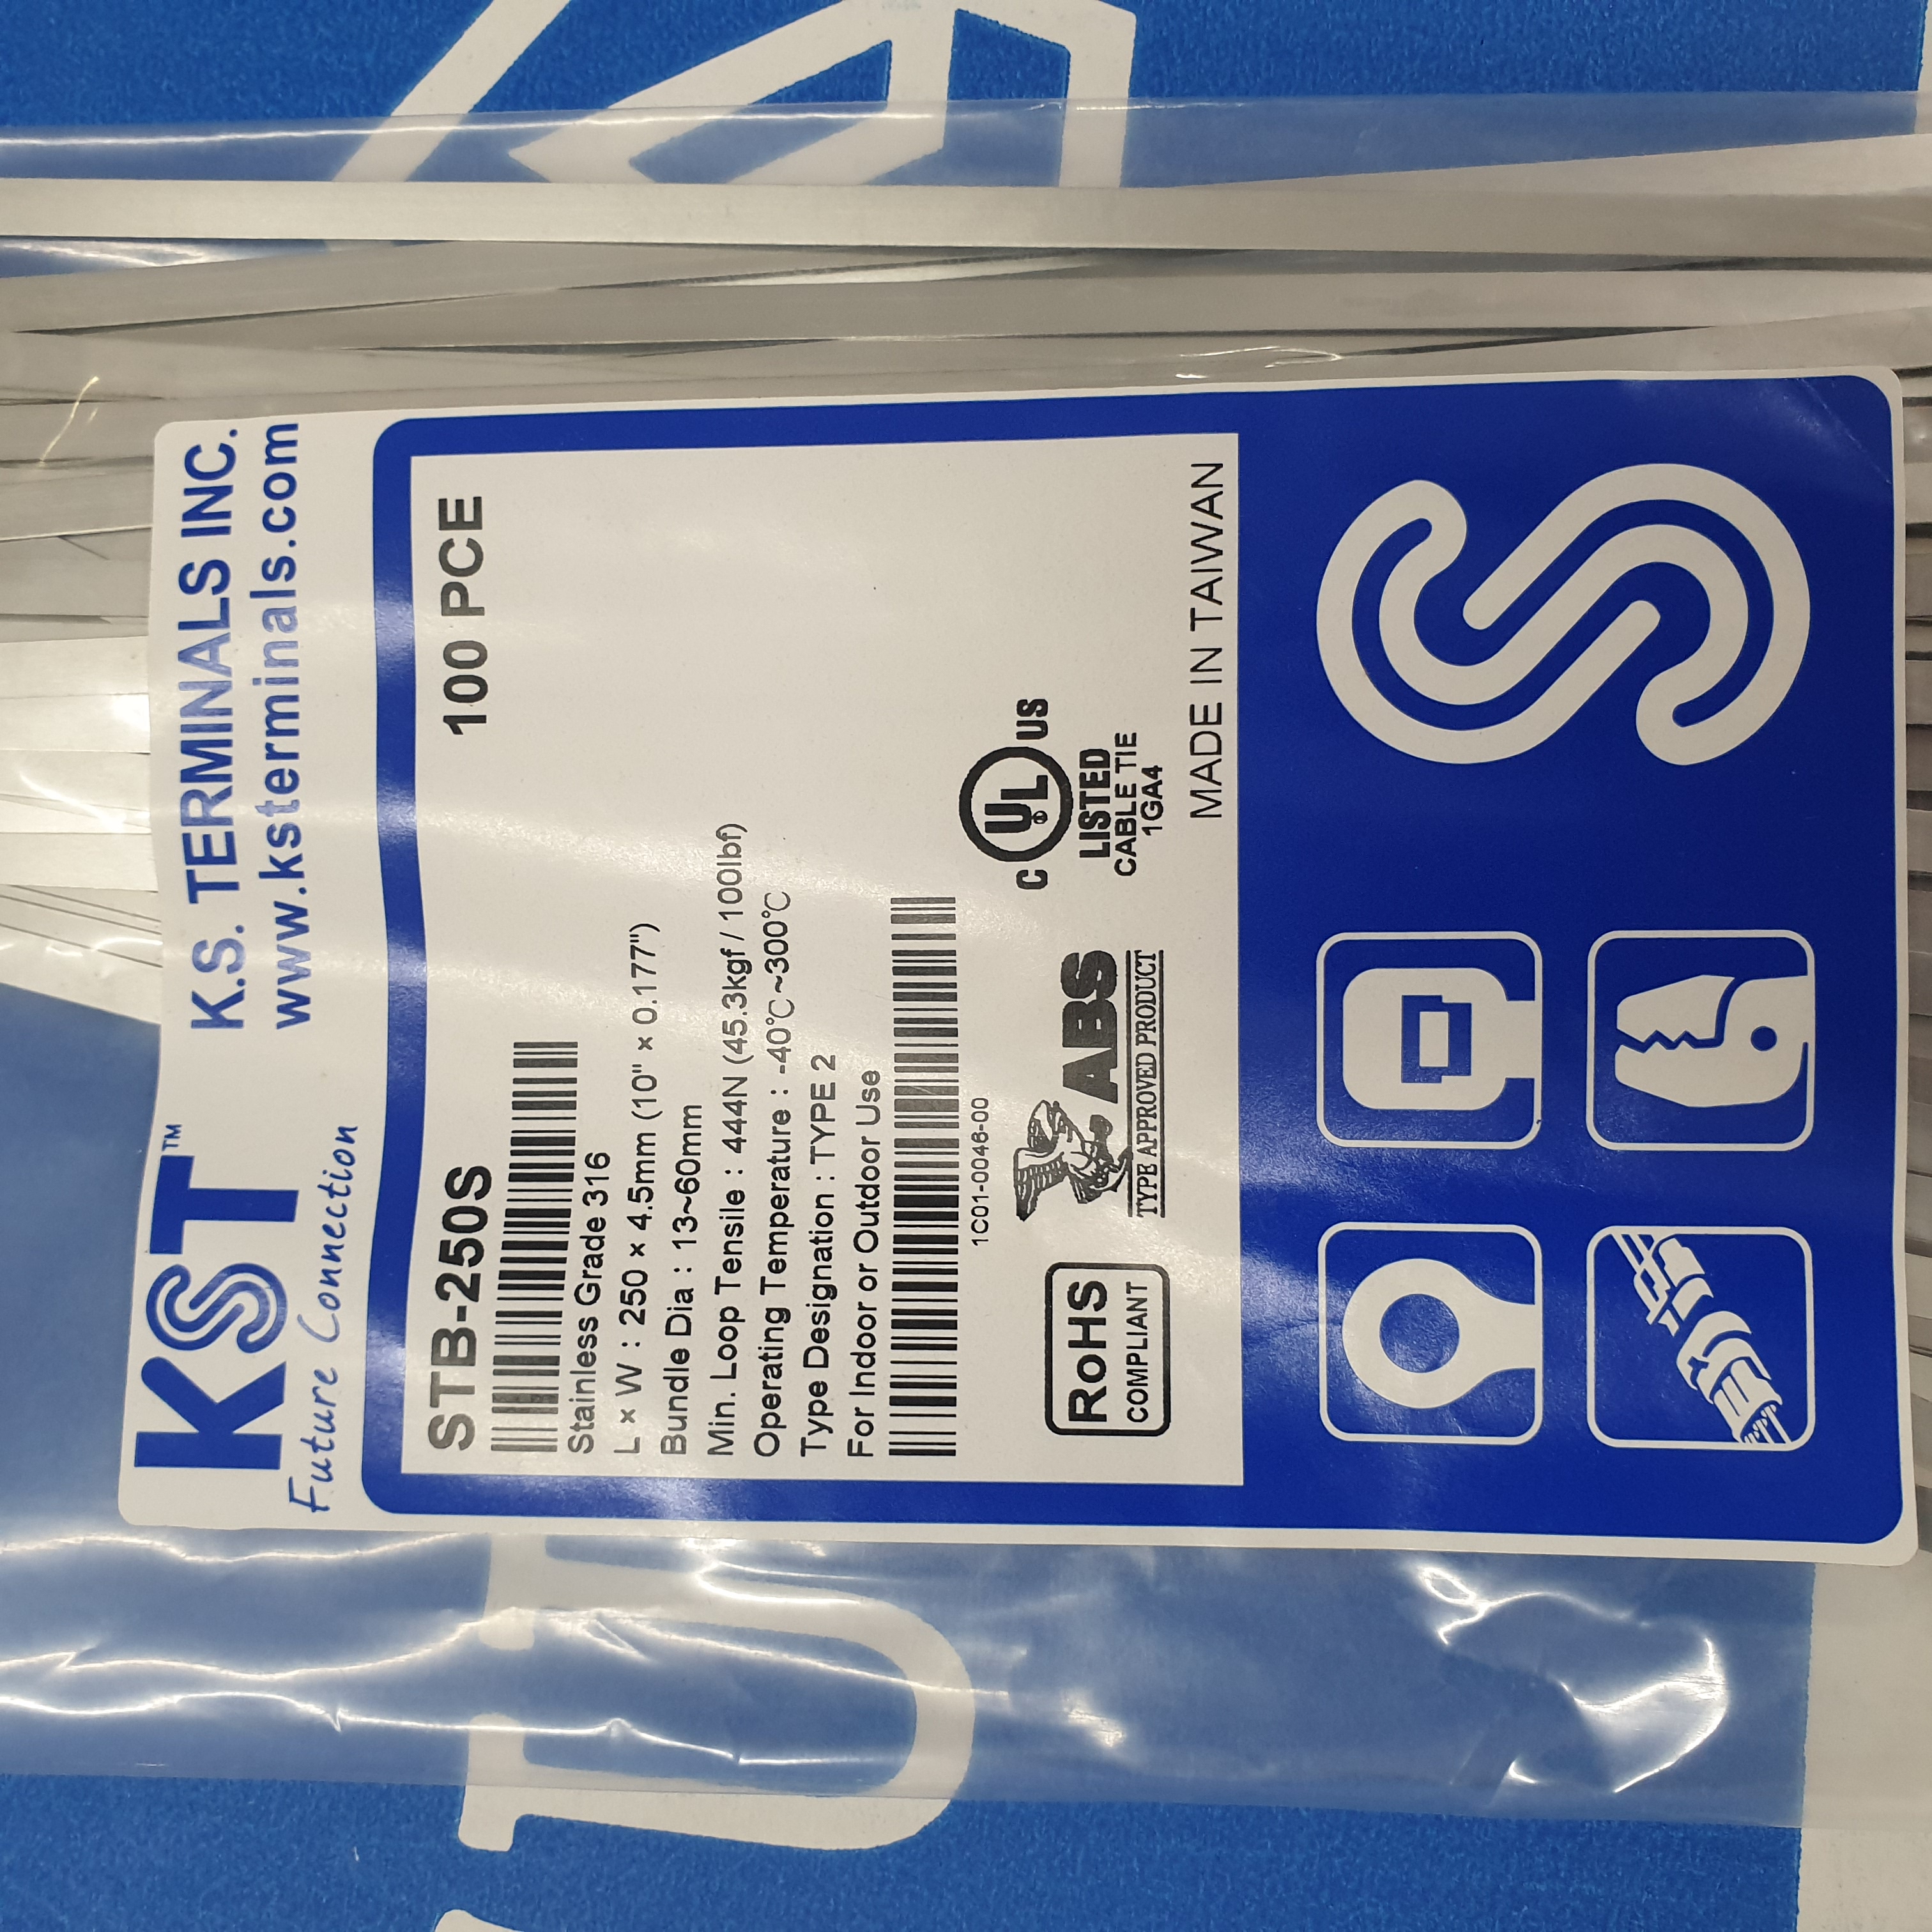 KST™
Future Connection
K.S. TERMINALS INC.
www.ksterminals.com
STB-250S 100 PCE
Stainless Grade 316
L × W : 250 × 4.5mm (10" × 0.177")
Bundle Dia : 13~60mm
Min. Loop Tensile : 444N (45.3kgf / 100lbf)
Operating Temperature : -40℃~300℃
Type Designation : TYPE 2
For Indoor or Outdoor Use
1C01-0046-00
RoHS
COMPLIANT
ABS
TYPE APPROVED PRODUCT
C UL® US
LISTED
CABLE TIE
1GA4
MADE IN TAIWAN